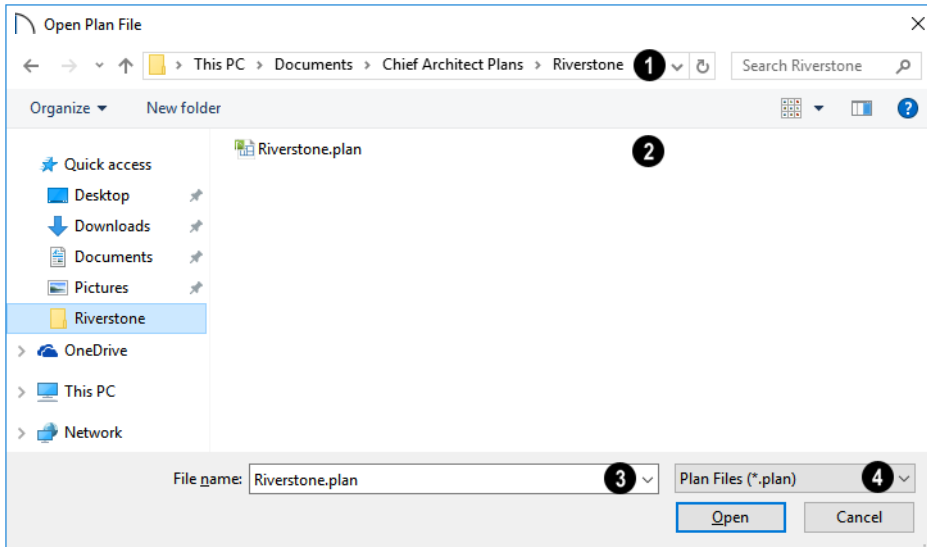 Open Plan File
This PC > Documents > Chief Architect Plans > Riverstone 1 Search Riverstone
Organize New folder
Riverstone.plan 2
Quick access
Desktop
Downloads
Documents
Pictures
Riverstone
OneDrive
This PC
Network
File name: Riverstone.plan 3 Plan Files (*.plan) 4
Open Cancel